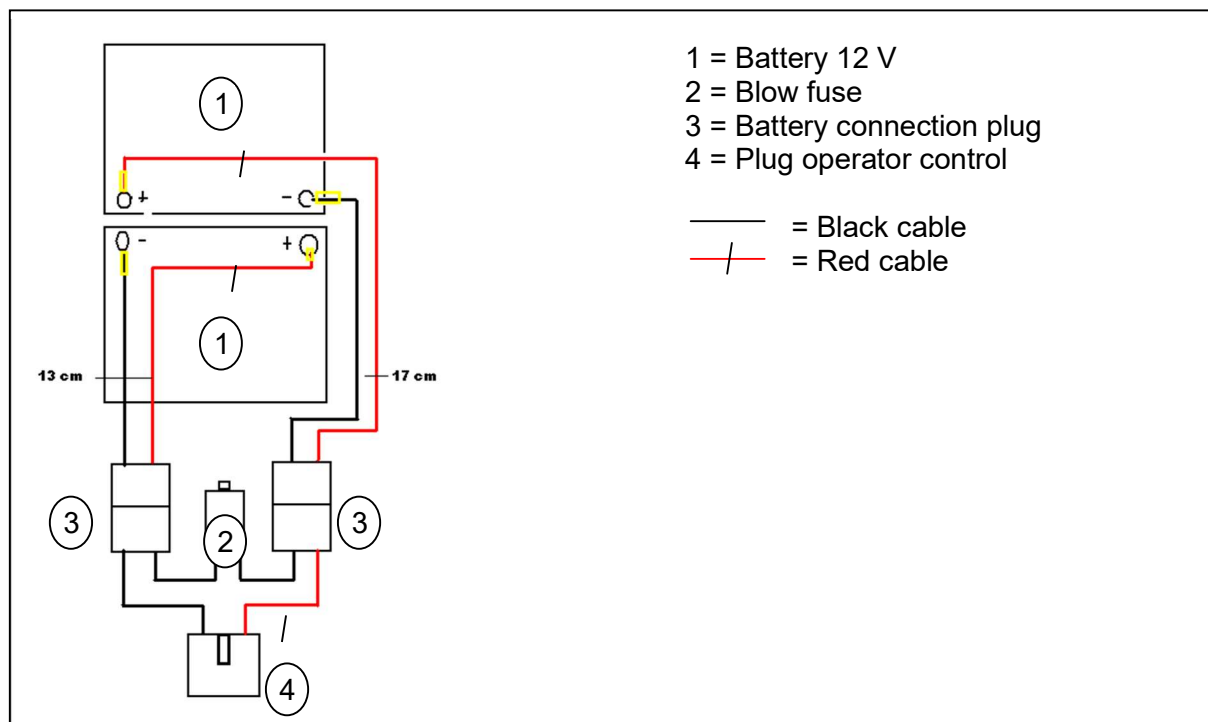 1 = Battery 12 V
2 = Blow fuse
3 = Battery connection plug
4 = Plug operator control
= Black cable
= Red cable
1
+
-
-
+
1
13 cm
17 cm
3
2
3
4